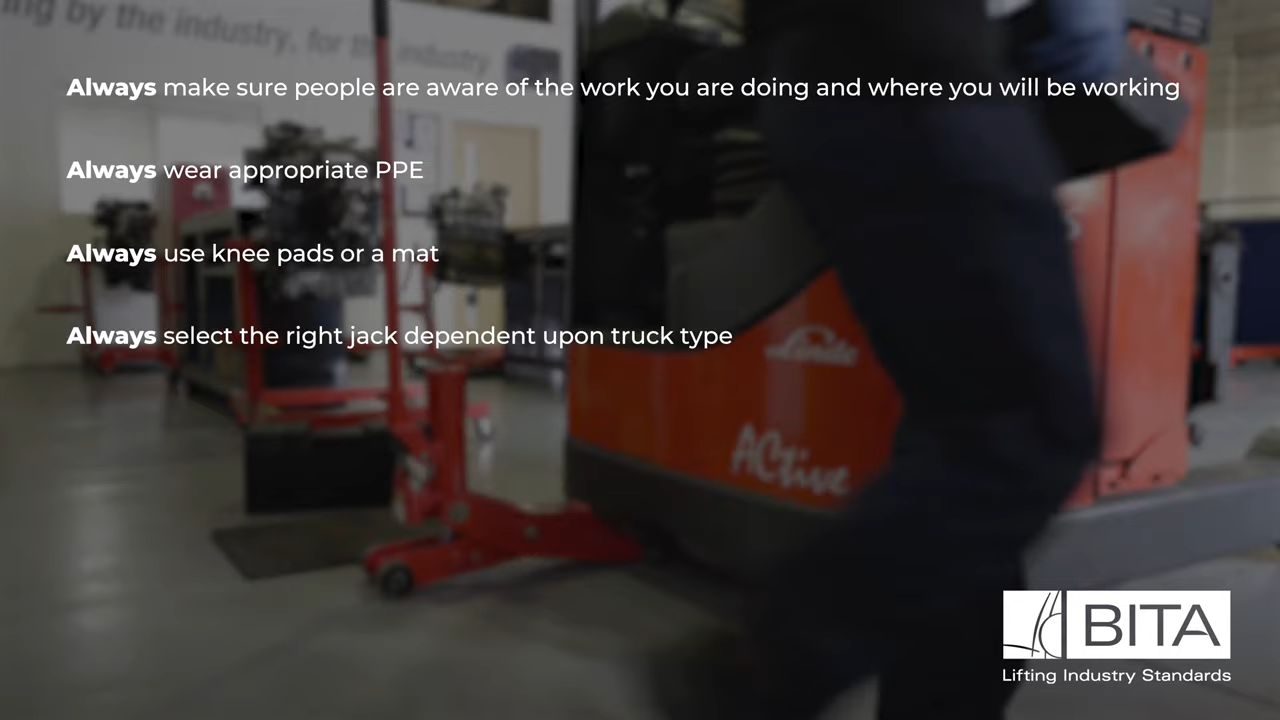 ng by the industry, for the industry
Always make sure people are aware of the work you are doing and where you will be working
Always wear appropriate PPE
Always use knee pads or a mat
Always select the right jack dependent upon truck type
Linde
Active
BITA
Lifting Industry Standards